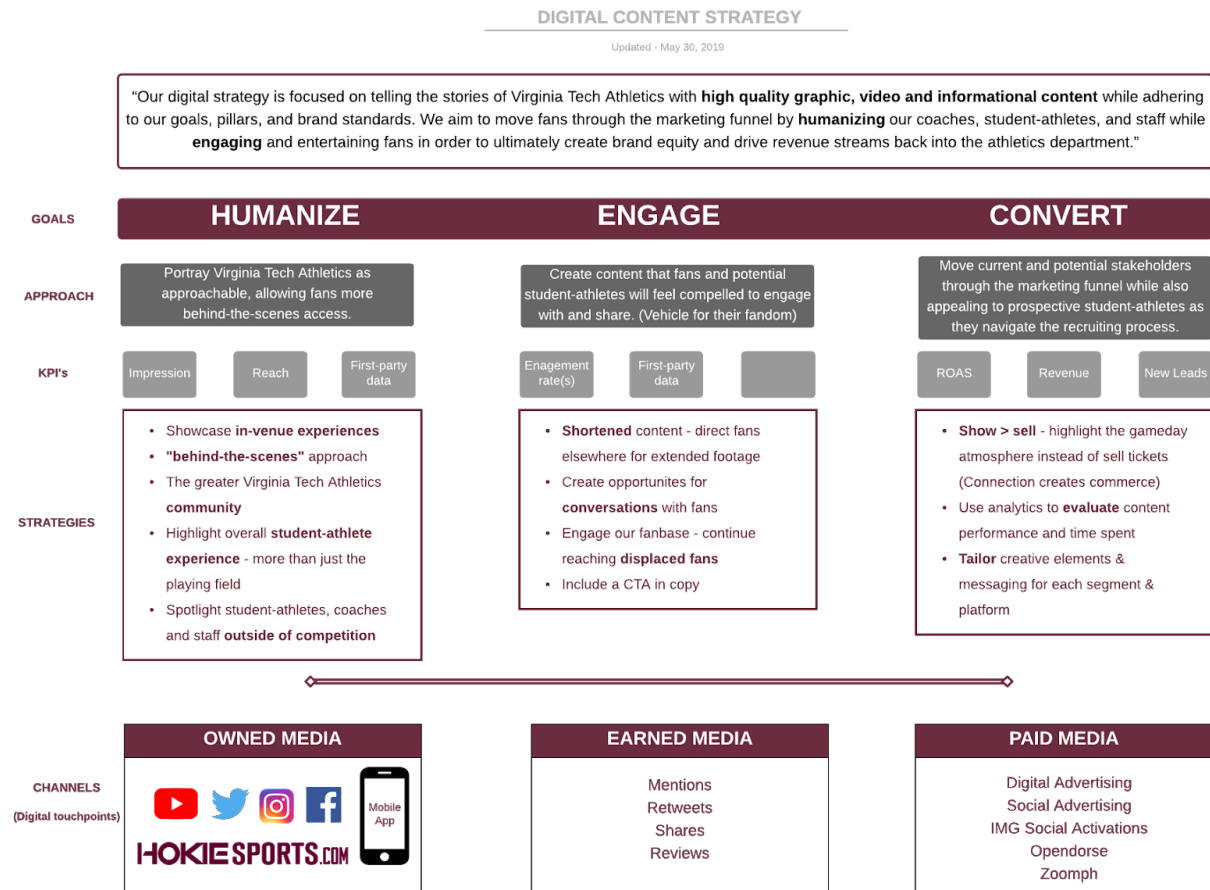 DIGITAL CONTENT STRATEGY
Updated - May 30, 2019
“Our digital strategy is focused on telling the stories of Virginia Tech Athletics with high quality graphic, video and informational content while adhering
to our goals, pillars, and brand standards. We aim to move fans through the marketing funnel by humanizing our coaches, student-athletes, and staff while
engaging and entertaining fans in order to ultimately create brand equity and drive revenue streams back into the athletics department.”
GOALS
HUMANIZE
ENGAGE
CONVERT
APPROACH
Portray Virginia Tech Athletics as
approachable, allowing fans more
behind-the-scenes access.
Create content that fans and potential
student-athletes will feel compelled to engage
with and share. (Vehicle for their fandom)
Move current and potential stakeholders
through the marketing funnel while also
appealing to prospective student-athletes as
they navigate the recruiting process.
KPI's
Impression
Reach
First-party
data
Enagement
rate(s)
First-party
data
ROAS
Revenue
New Leads
STRATEGIES
• Showcase in-venue experiences
• "behind-the-scenes" approach
• The greater Virginia Tech Athletics
community
• Highlight overall student-athlete
experience - more than just the
playing field
• Spotlight student-athletes, coaches
and staff outside of competition
• Shortened content - direct fans
elsewhere for extended footage
• Create opportunites for
conversations with fans
• Engage our fanbase - continue
reaching displaced fans
• Include a CTA in copy
• Show > sell - highlight the gameday
atmosphere instead of sell tickets
(Connection creates commerce)
• Use analytics to evaluate content
performance and time spent
• Tailor creative elements &
messaging for each segment &
platform
CHANNELS
(Digital touchpoints)
OWNED MEDIA
Mobile
App
HOKIESPORTS.COM
EARNED MEDIA
Mentions
Retweets
Shares
Reviews
PAID MEDIA
Digital Advertising
Social Advertising
IMG Social Activations
Opendorse
Zoomph